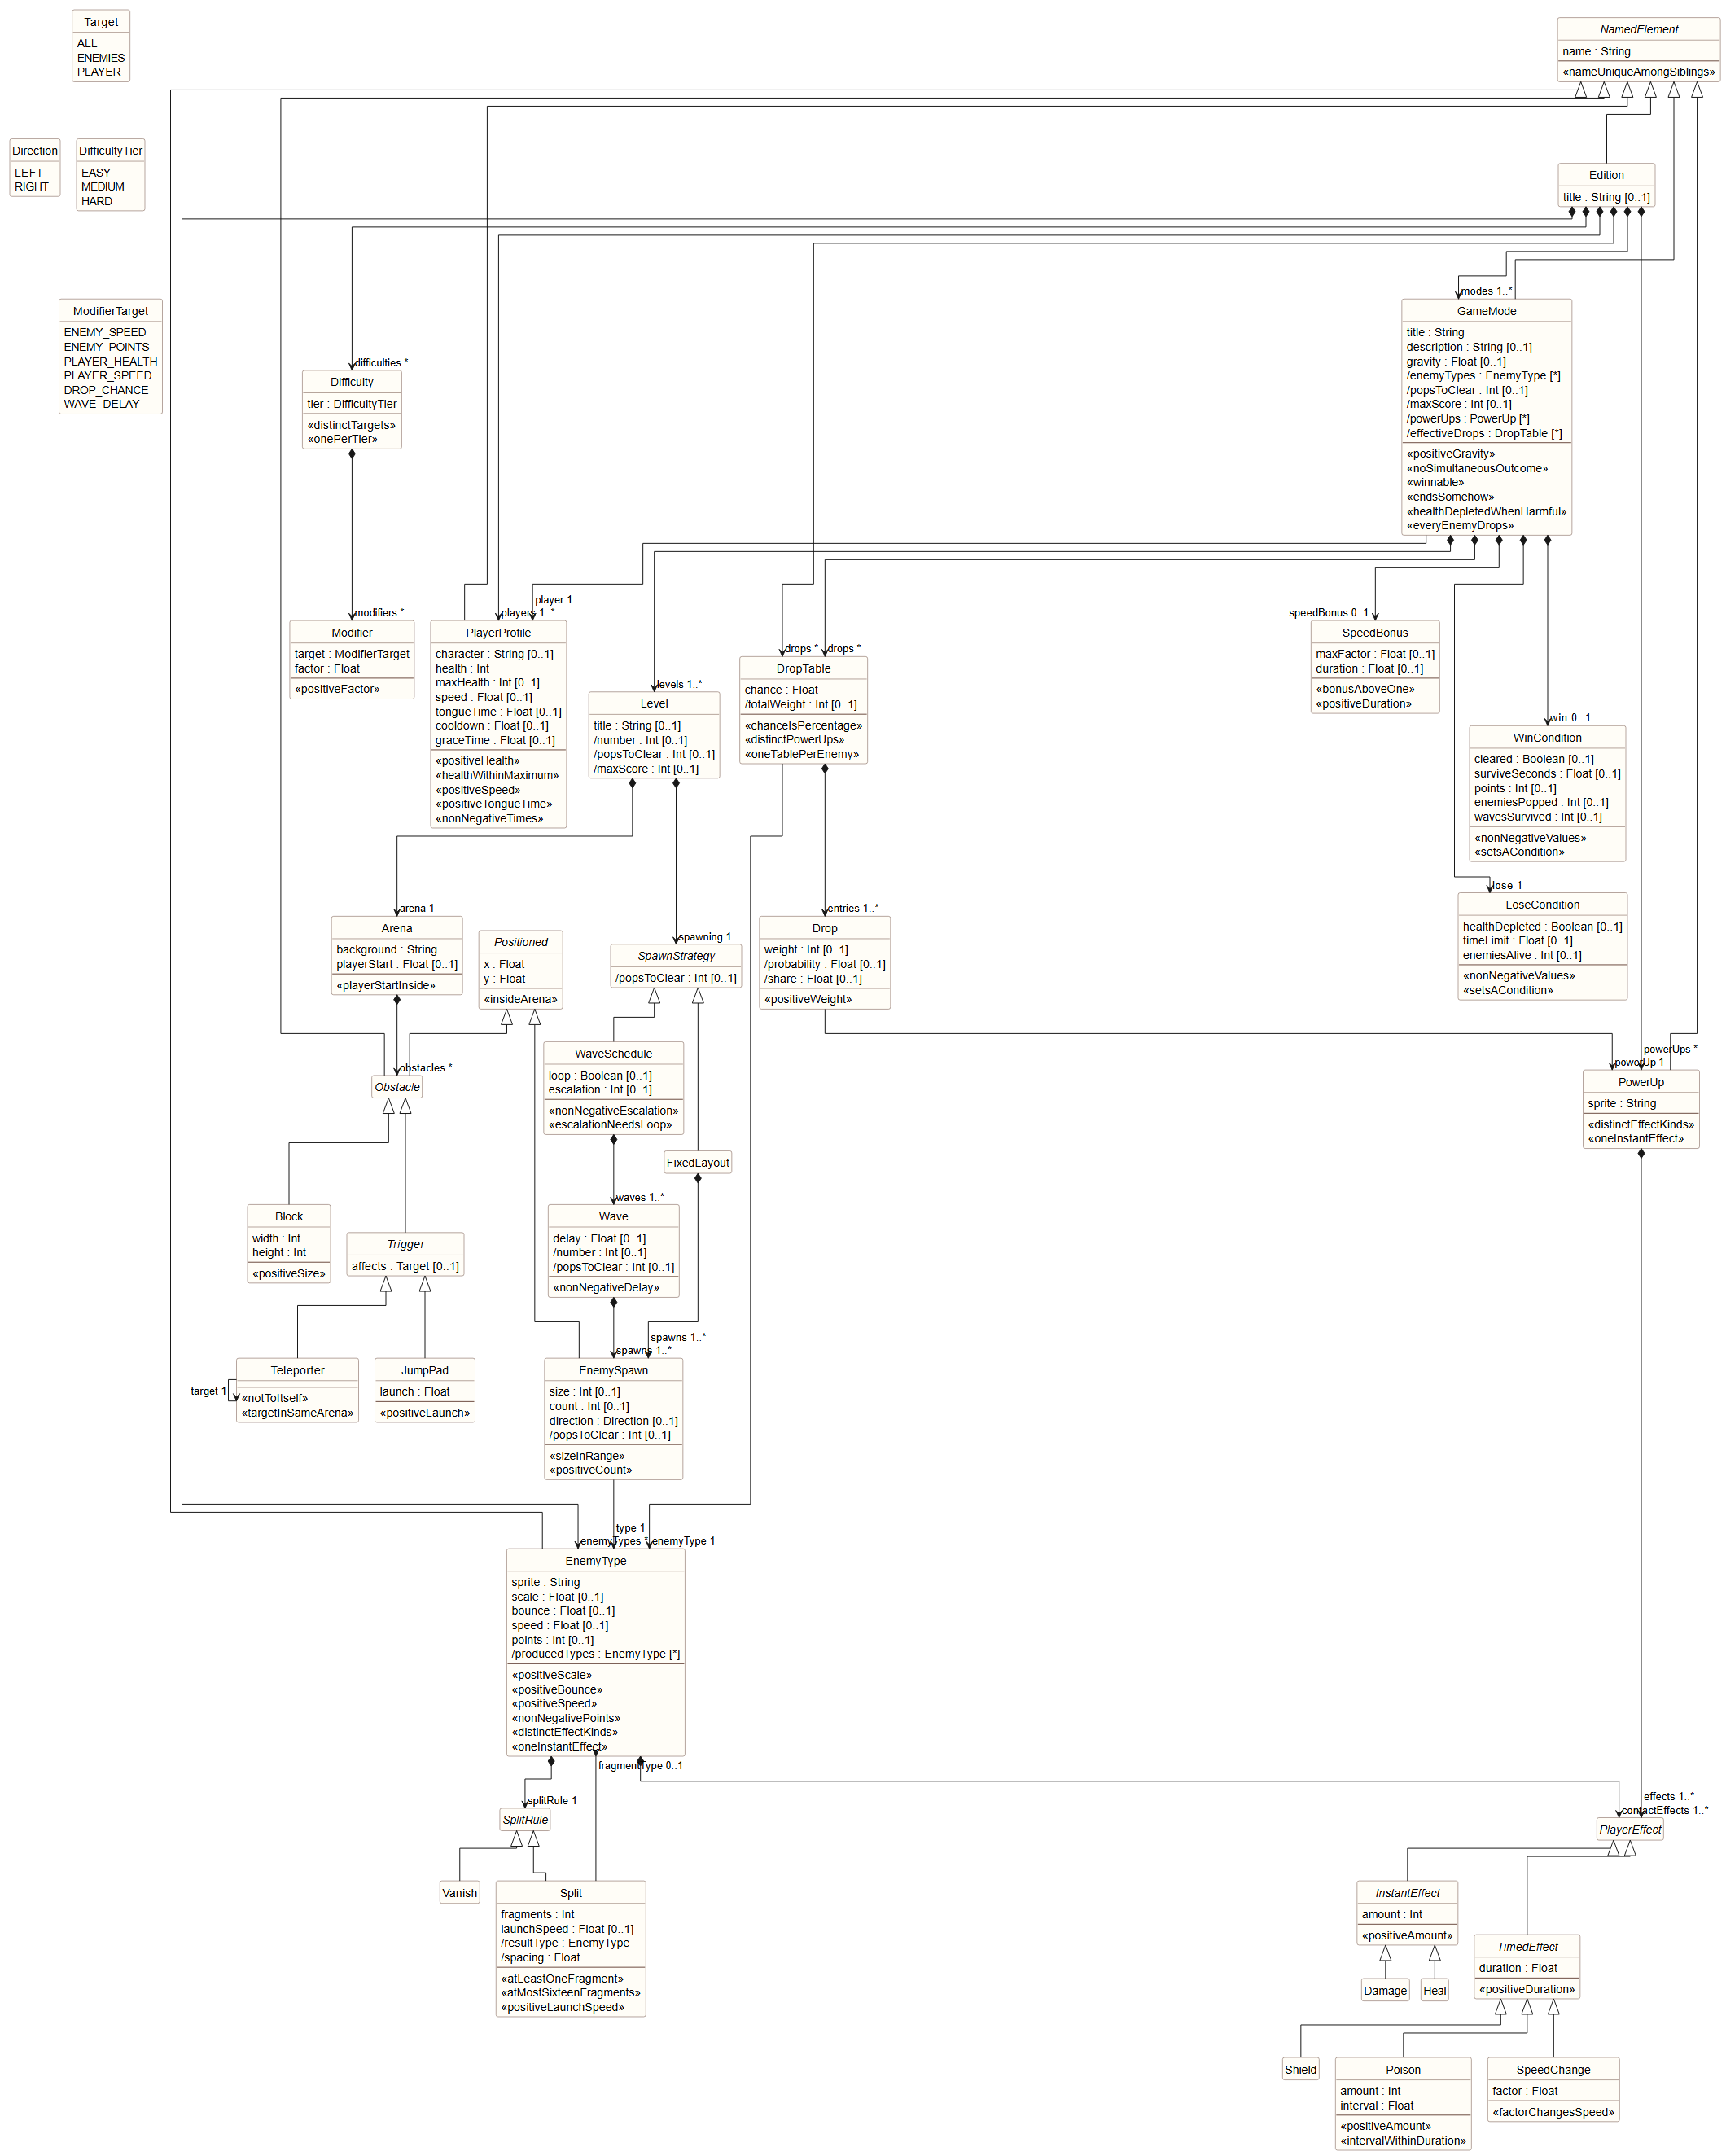 Target
ALL
ENEMIES
PLAYER
NamedElement
name : String
«nameUniqueAmongSiblings»
Direction
LEFT
RIGHT
DifficultyTier
EASY
MEDIUM
HARD
Edition
title : String [0..1]
ModifierTarget
ENEMY_SPEED
ENEMY_POINTS
PLAYER_HEALTH
PLAYER_SPEED
DROP_CHANCE
WAVE_DELAY
modes 1..*
GameMode
title : String
description : String [0..1]
gravity : Float [0..1]
/enemyTypes : EnemyType [*]
/popsToClear : Int [0..1]
/maxScore : Int [0..1]
/powerUps : PowerUp [*]
/effectiveDrops : DropTable [*]
«positiveGravity»
«noSimultaneousOutcome»
«winnable»
«endsSomehow»
«healthDepletedWhenHarmful»
«everyEnemyDrops»
difficulties *
Difficulty
tier : DifficultyTier
«distinctTargets»
«onePerTier»
modifiers *
Modifier
target : ModifierTarget
factor : Float
«positiveFactor»
player 1
players 1..*
PlayerProfile
character : String [0..1]
health : Int
maxHealth : Int [0..1]
speed : Float [0..1]
tongueTime : Float [0..1]
cooldown : Float [0..1]
graceTime : Float [0..1]
«positiveHealth»
«healthWithinMaximum»
«positiveSpeed»
«positiveTongueTime»
«nonNegativeTimes»
levels 1..*
Level
title : String [0..1]
/number : Int [0..1]
/popsToClear : Int [0..1]
/maxScore : Int [0..1]
drops *
drops *
DropTable
chance : Float
/totalWeight : Int [0..1]
«chanceIsPercentage»
«distinctPowerUps»
«oneTablePerEnemy»
speedBonus 0..1
SpeedBonus
maxFactor : Float [0..1]
duration : Float [0..1]
«bonusAboveOne»
«positiveDuration»
win 0..1
WinCondition
cleared : Boolean [0..1]
surviveSeconds : Float [0..1]
points : Int [0..1]
enemiesPopped : Int [0..1]
wavesSurvived : Int [0..1]
«nonNegativeValues»
«setsACondition»
lose 1
LoseCondition
healthDepleted : Boolean [0..1]
timeLimit : Float [0..1]
enemiesAlive : Int [0..1]
«nonNegativeValues»
«setsACondition»
arena 1
Arena
background : String
playerStart : Float [0..1]
«playerStartInside»
Positioned
x : Float
y : Float
«insideArena»
spawning 1
SpawnStrategy
/popsToClear : Int [0..1]
entries 1..*
Drop
weight : Int [0..1]
/probability : Float [0..1]
/share : Float [0..1]
«positiveWeight»
WaveSchedule
loop : Boolean [0..1]
escalation : Int [0..1]
«nonNegativeEscalation»
«escalationNeedsLoop»
obstacles *
Obstacle
powerUps *
powerUp 1
PowerUp
sprite : String
«distinctEffectKinds»
«oneInstantEffect»
FixedLayout
Block
width : Int
height : Int
«positiveSize»
Trigger
affects : Target [0..1]
waves 1..*
Wave
delay : Float [0..1]
/number : Int [0..1]
/popsToClear : Int [0..1]
«nonNegativeDelay»
target 1
Teleporter
«notToItself»
«targetInSameArena»
JumpPad
launch : Float
«positiveLaunch»
spawns 1..*
spawns 1..*
EnemySpawn
size : Int [0..1]
count : Int [0..1]
direction : Direction [0..1]
/popsToClear : Int [0..1]
«sizeInRange»
«positiveCount»
type 1
enemyTypes *
enemyType 1
EnemyType
sprite : String
scale : Float [0..1]
bounce : Float [0..1]
speed : Float [0..1]
points : Int [0..1]
/producedTypes : EnemyType [*]
«positiveScale»
«positiveBounce»
«positiveSpeed»
«nonNegativePoints»
«distinctEffectKinds»
«oneInstantEffect»
fragmentType 0..1
splitRule 1
SplitRule
effects 1..*
contactEffects 1..*
PlayerEffect
Vanish
Split
fragments : Int
launchSpeed : Float [0..1]
/resultType : EnemyType
/spacing : Float
«atLeastOneFragment»
«atMostSixteenFragments»
«positiveLaunchSpeed»
InstantEffect
amount : Int
«positiveAmount»
TimedEffect
duration : Float
«positiveDuration»
Damage
Heal
Shield
Poison
amount : Int
interval : Float
«positiveAmount»
«intervalWithinDuration»
SpeedChange
factor : Float
«factorChangesSpeed»